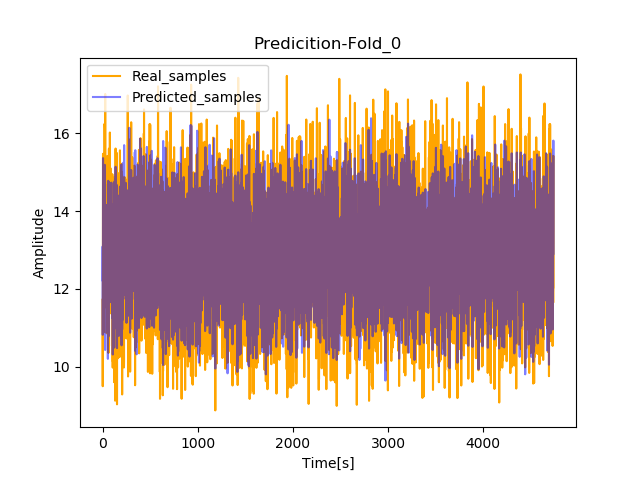 Predicition-Fold_0
Real_samples
Predicted_samples
16
14
12
10
Amplitude
0
1000
2000
3000
4000
Time[s]